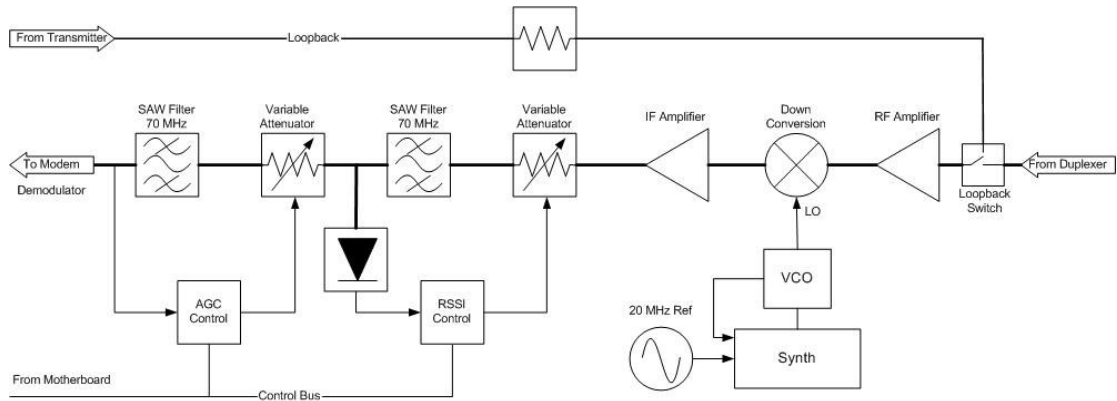 From Transmitter
Loopback
SAW Filter
70 MHz
Variable
Attenuator
SAW Filter
70 MHz
Variable
Attenuator
IF Amplifier
Down
Conversion
RF Amplifier
To Modem
Demodulator
From Duplexer
Loopback
Switch
LO
AGC
Control
RSSI
Control
VCO
20 MHz Ref
Synth
From Motherboard
Control Bus